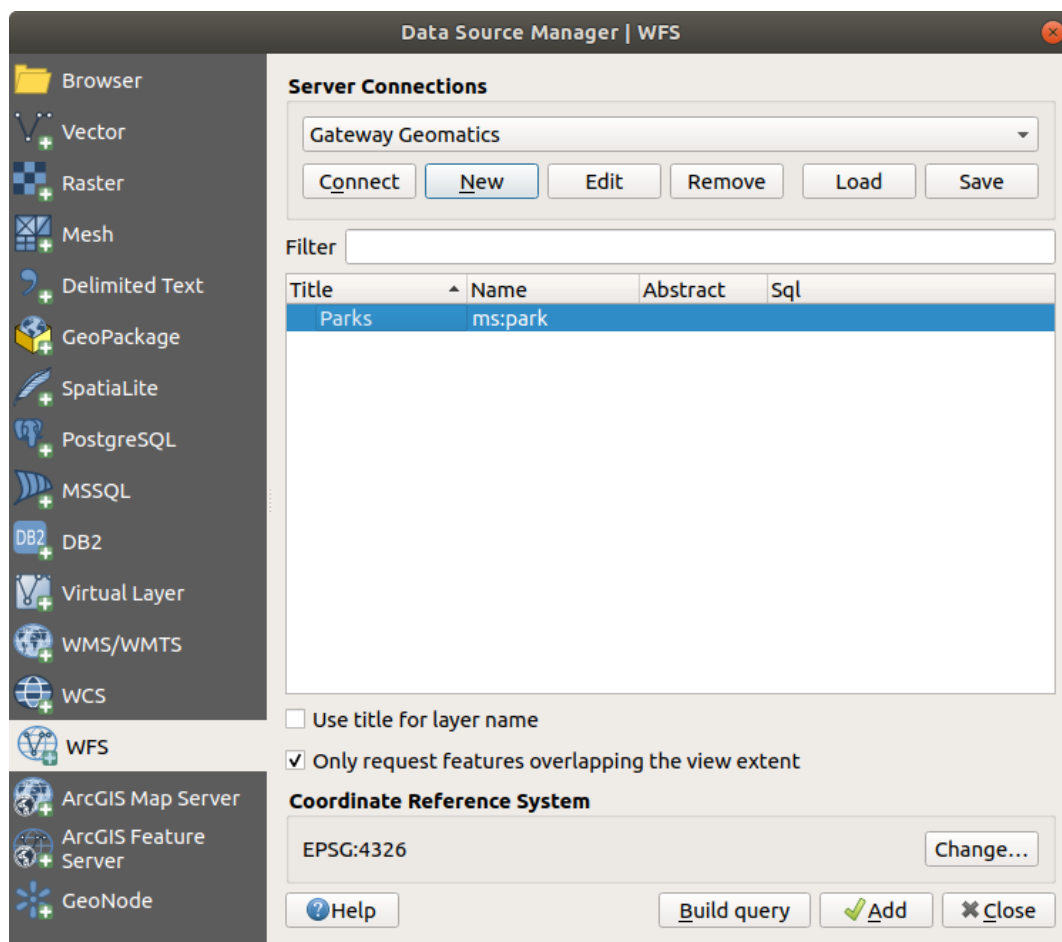 Data Source Manager | WFS
Browser
Vector
Raster
Mesh
Delimited Text
GeoPackage
SpatiaLite
PostgreSQL
MSSQL
DB2
DB2
Virtual Layer
WMS/WMTS
WCS
WFS
ArcGIS Map Server
ArcGIS Feature
Server
GeoNode
Server Connections
Gateway Geomatics
Connect New Edit Remove Load Save
Filter
Title Name Abstract Sql
Parks ms:park
Use title for layer name
Only request features overlapping the view extent
Coordinate Reference System
EPSG:4326 Change...
Help Build query Add Close